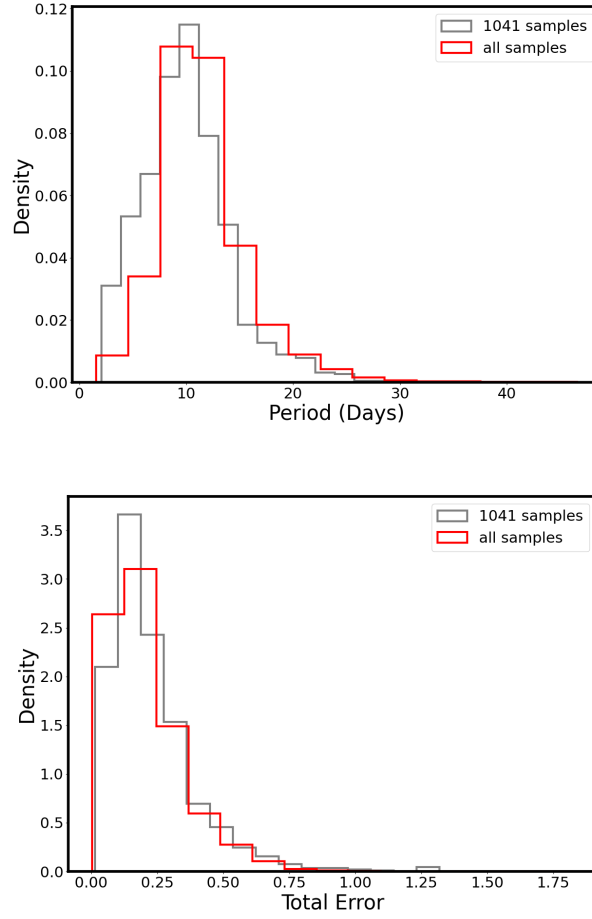 0.12
0.10
0.08
0.06
0.04
0.02
0.00
Density
1041 samples
all samples
0 10 20 30 40
Period (Days)
3.5
3.0
2.5
2.0
1.5
1.0
0.5
0.0
Density
1041 samples
all samples
0.00 0.25 0.50 0.75 1.00 1.25 1.50 1.75
Total Error